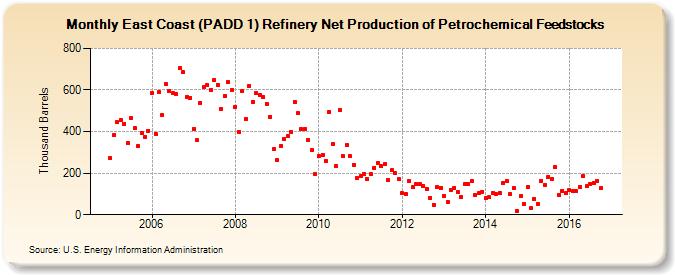 Monthly East Coast (PADD 1) Refinery Net Production of Petrochemical Feedstocks
Thousand Barrels
800
600
400
200
0
2006 2008 2010 2012 2014 2016
Source: U.S. Energy Information Administration